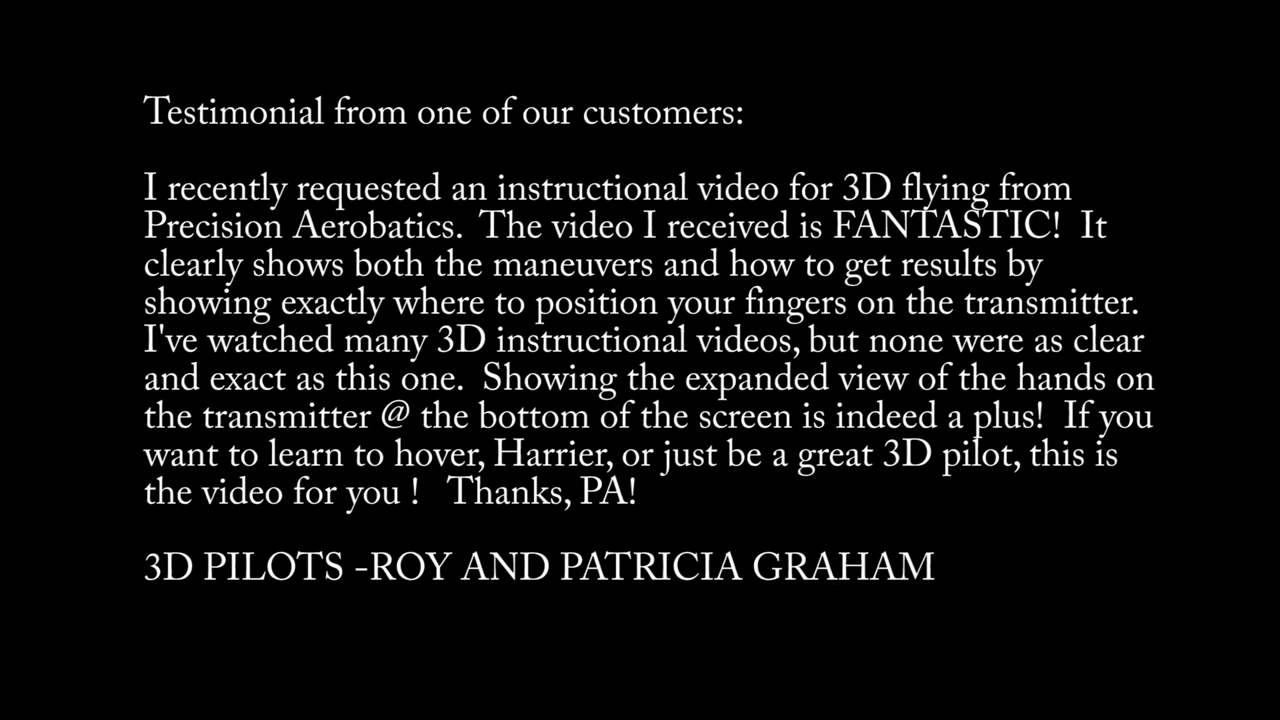 Testimonial from one of our customers:
I recently requested an instructional video for 3D flying from
Precision Aerobatics.  The video I received is FANTASTIC!  It
clearly shows both the maneuvers and how to get results by
showing exactly where to position your fingers on the transmitter.
I've watched many 3D instructional videos, but none were as clear
and exact as this one.  Showing the expanded view of the hands on
the transmitter @ the bottom of the screen is indeed a plus!  If you
want to learn to hover, Harrier, or just be a great 3D pilot, this is
the video for you !   Thanks, PA!
3D PILOTS -ROY AND PATRICIA GRAHAM